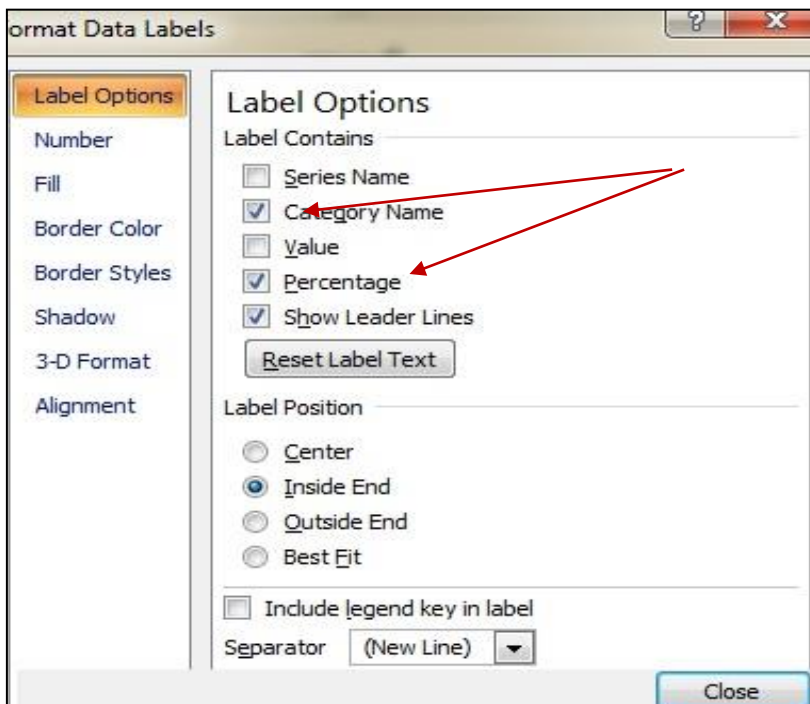 ormat Data Labels
Label Options
Number
Fill
Border Color
Border Styles
Shadow
3-D Format
Alignment
Label Options
Label Contains
Series Name
Category Name
Value
Percentage
Show Leader Lines
Reset Label Text
Label Position
Center
Inside End
Outside End
Best Fit
Include legend key in label
Separator (New Line)
Close